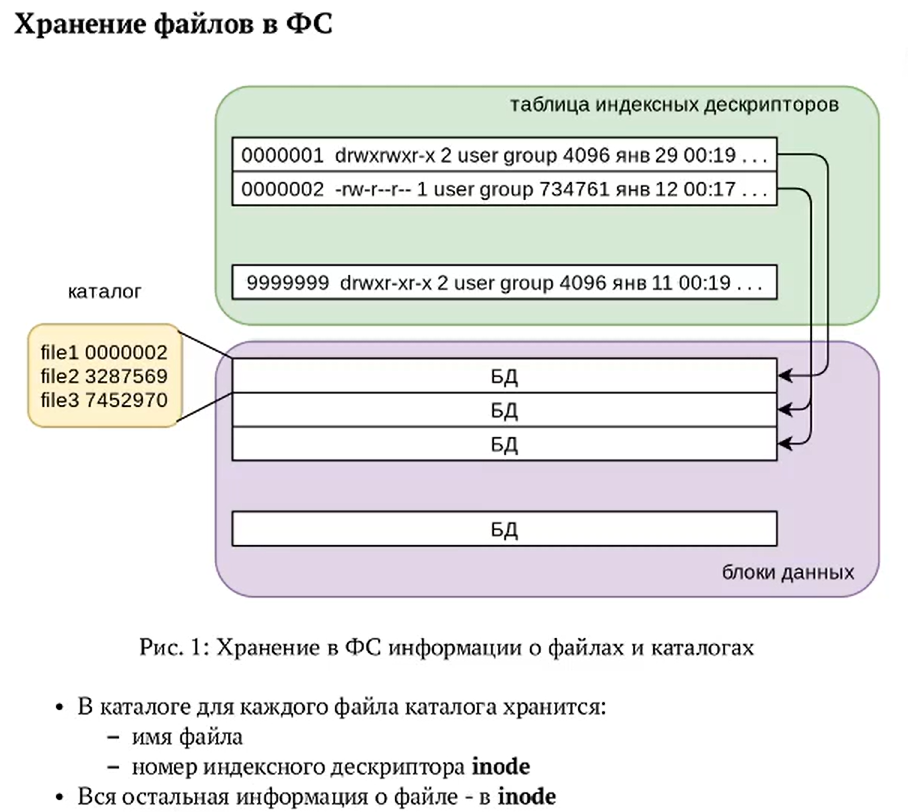 Хранение файлов в ФС
таблица индексных дескрипторов
0000001 drwxrwxr-x 2 user group 4096 янв 29 00:19 . . .
0000002 -rw-r--r-- 1 user group 734761 янв 12 00:17 . . .
9999999 drwxr-xr-x 2 user group 4096 янв 11 00:19 . . .
каталог
file1 0000002
file2 3287569
file3 7452970
БД
БД
БД
БД
блоки данных
Рис. 1: Хранение в ФС информации о файлах и каталогах
• В каталоге для каждого файла каталога хранится:
– имя файла
– номер индексного дескриптора inode
• Вся остальная информация о файле - в inode